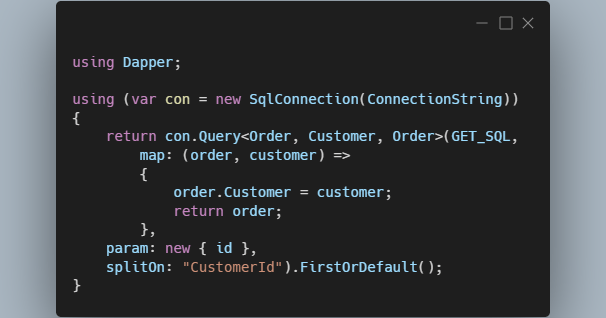 using Dapper;
using (var con = new SqlConnection(ConnectionString))
{
return con.Query<Order, Customer, Order>(GET_SQL,
map: (order, customer) =>
{
order.Customer = customer;
return order;
},
param: new { id },
splitOn: "CustomerId").FirstOrDefault();
}